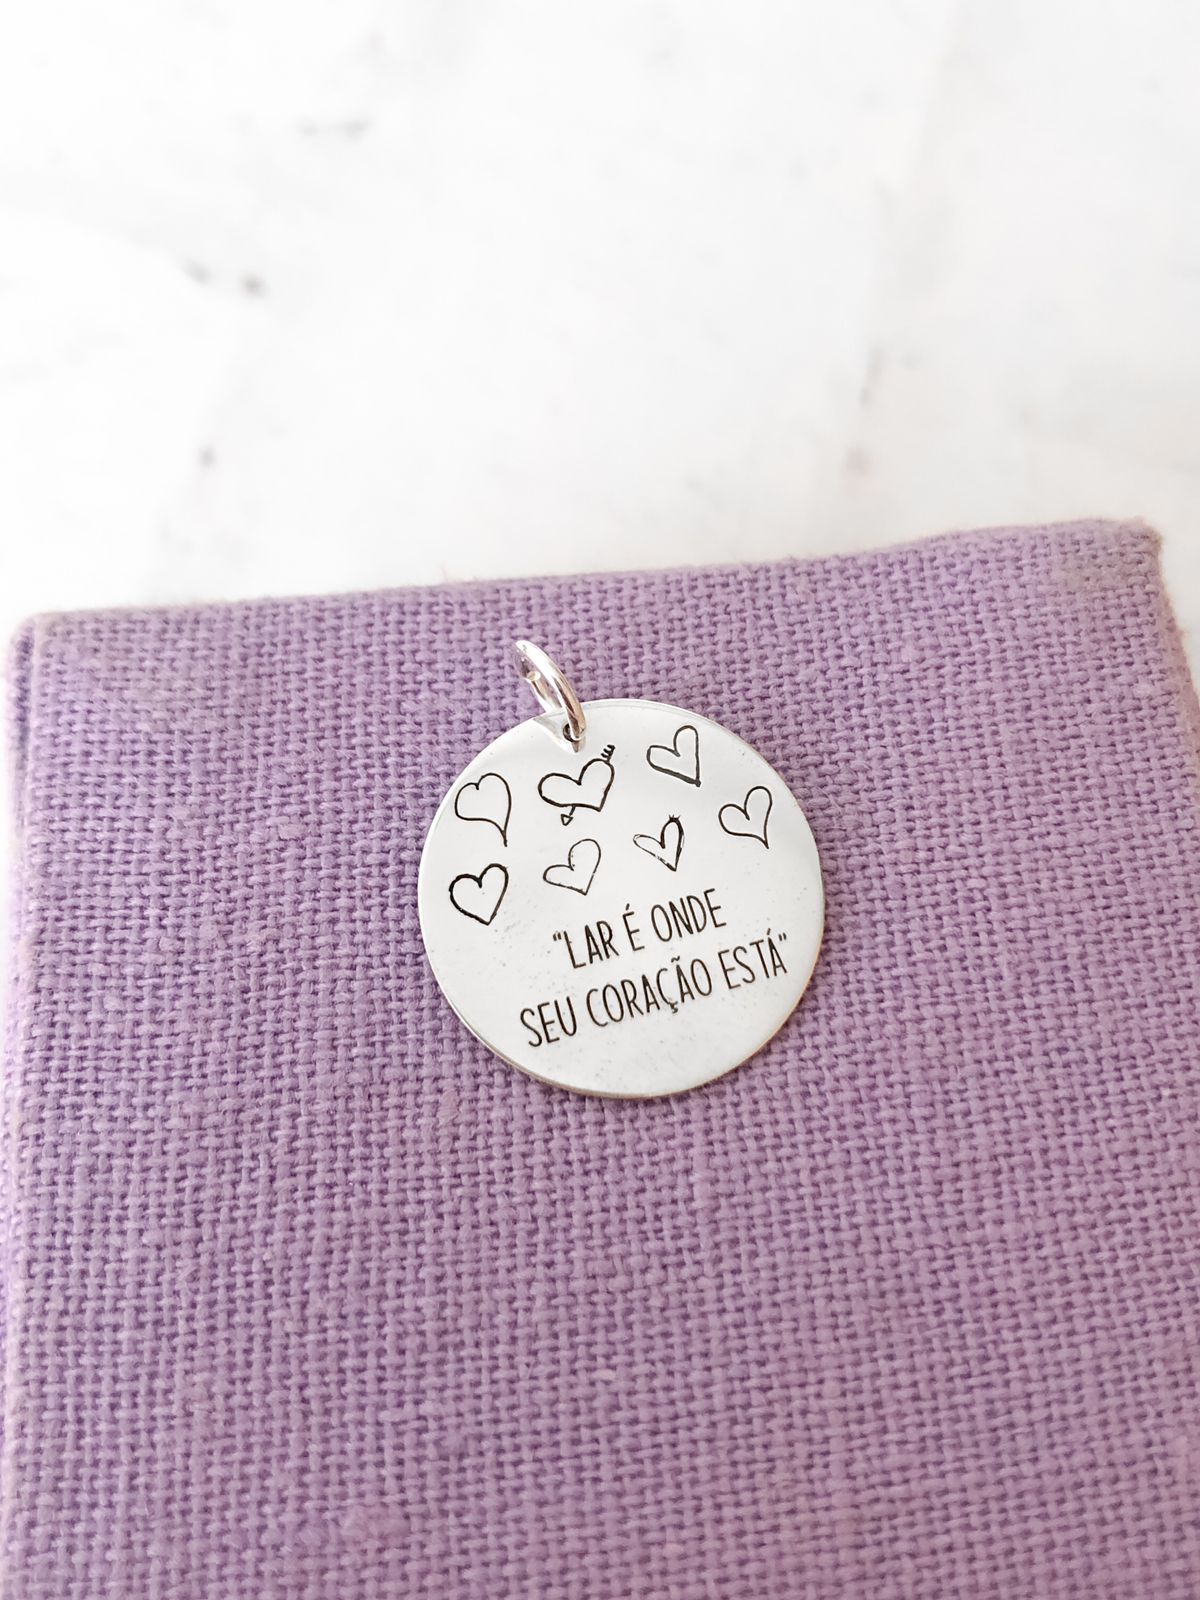 "LAR É ONDE
SEU CORAÇÃO ESTÁ"